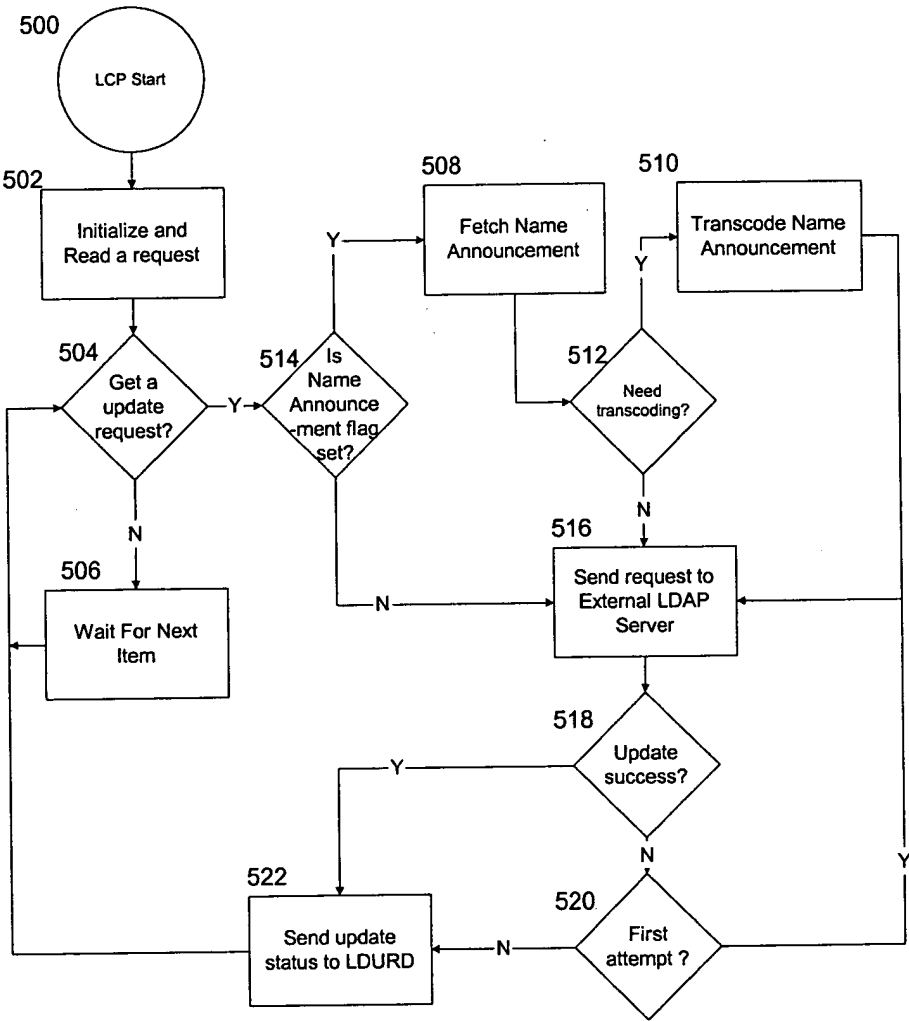 500
LCP Start
502
Initialize and
Read a request
504
Get a
update
request?
Y
N
506
Wait For Next
Item
514
Is
Name
Announce
-ment flag
set?
Y
N
508
Fetch Name
Announcement
512
Need
transcoding?
Y
N
510
Transcode Name
Announcement
516
Send request to
External LDAP
Server
518
Update
success?
Y
N
520
First
attempt ?
Y
N
522
Send update
status to LDURD